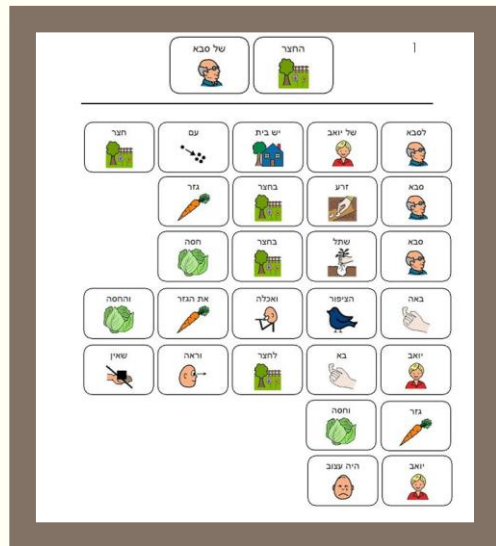 1
החצר של סבא
לסבא של יואב יש בית עם חצר
סבא זרע בחצר גזר
סבא שתל בחצר חסה
באה הציפור ואכלה את הגזר והחסה
יואב בא לחצר וראה שאין
גזר וחסה
יואב היה עצוב